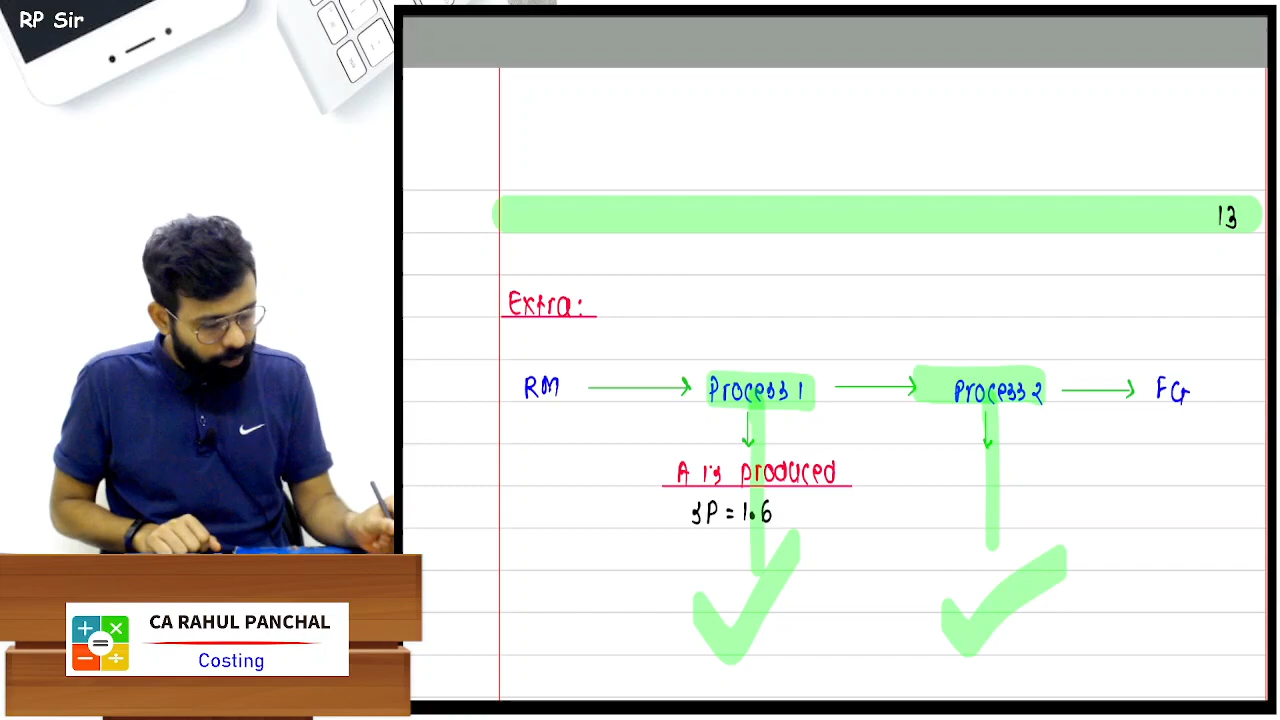 RP Sir
13
Extra:
RM Process 1 Process 2 FG
A is produced
SP = 1.6
CA RAHUL PANCHAL
Costing